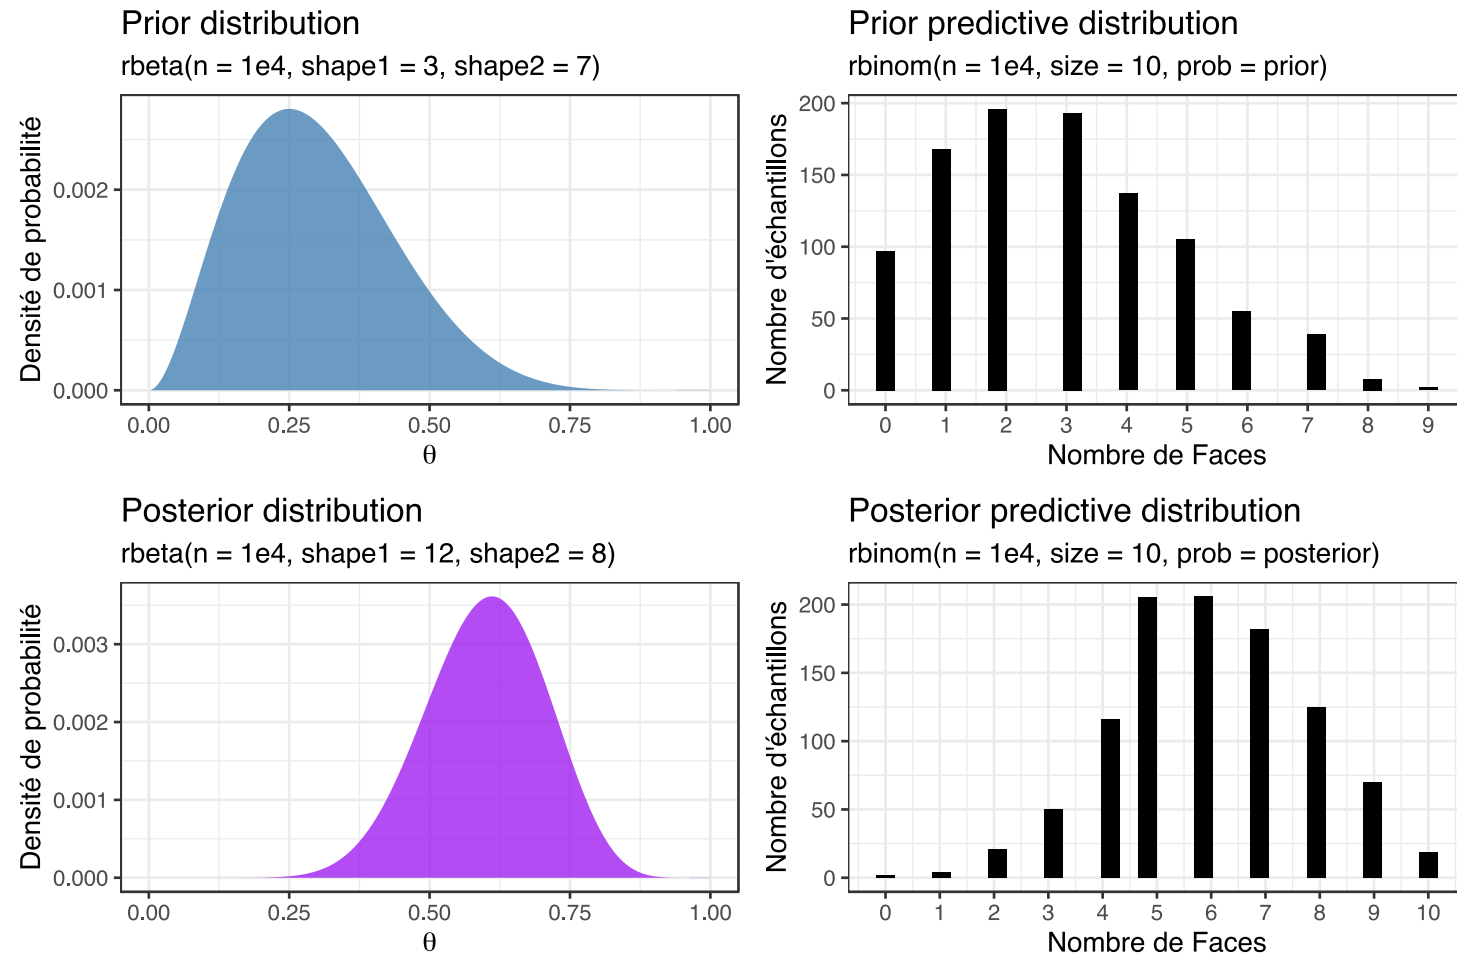 Prior distribution
rbeta(n = 1e4, shape1 = 3, shape2 = 7)
Densité de probabilité
0.002
0.001
0.000
0.00 0.25 0.50 0.75 1.00
θ
Prior predictive distribution
rbinom(n = 1e4, size = 10, prob = prior)
Nombre d'échantillons
200
150
100
50
0
0 1 2 3 4 5 6 7 8 9
Nombre de Faces
Posterior distribution
rbeta(n = 1e4, shape1 = 12, shape2 = 8)
Densité de probabilité
0.003
0.002
0.001
0.000
0.00 0.25 0.50 0.75 1.00
θ
Posterior predictive distribution
rbinom(n = 1e4, size = 10, prob = posterior)
Nombre d'échantillons
200
150
100
50
0
0 1 2 3 4 5 6 7 8 9 10
Nombre de Faces